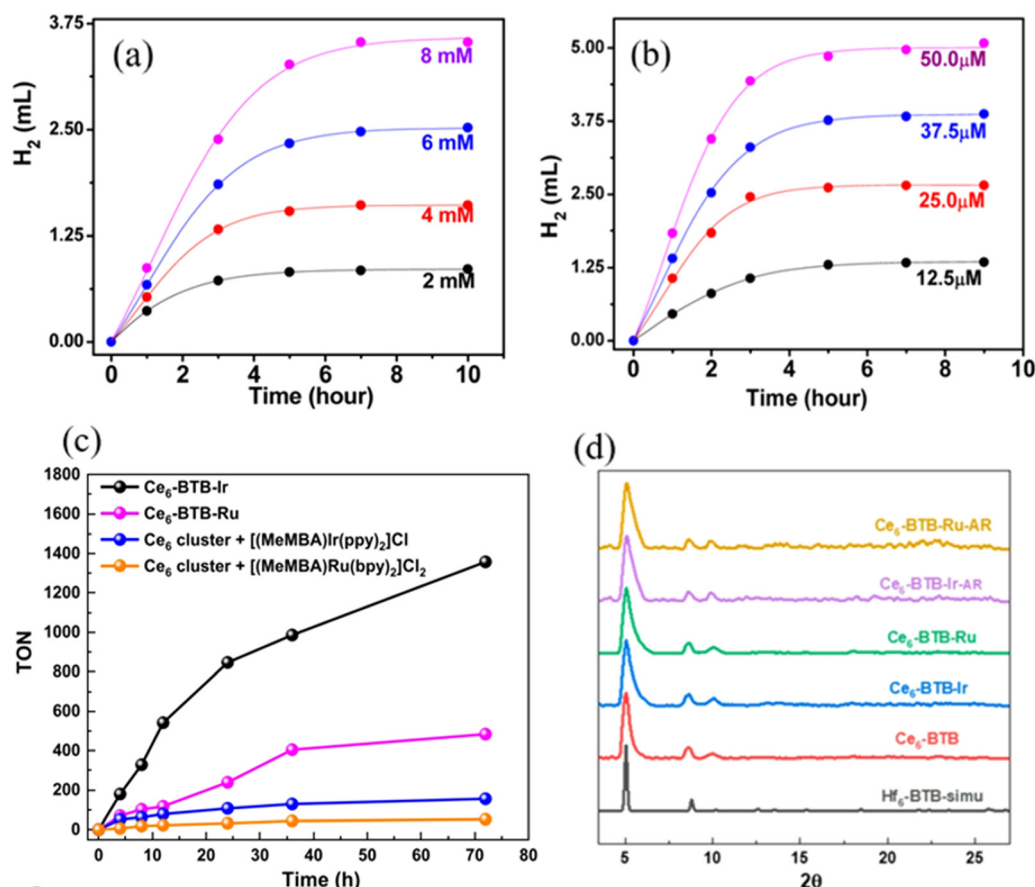 (a)
3.75
2.50
1.25
0.00
H₂ (mL)
8 mM
6 mM
4 mM
2 mM
0 2 4 6 8 10
Time (hour)
(b)
5.00
3.75
2.50
1.25
0.00
H₂ (mL)
50.0μM
37.5μM
25.0μM
12.5μM
0 2 4 6 8 10
Time (hour)
(c)
1800
1600
1400
1200
1000
800
600
400
200
0
TON
Ce₆-BTB-Ir
Ce₆-BTB-Ru
Ce₆ cluster + [(MeMBA)Ir(ppy)₂]Cl
Ce₆ cluster + [(MeMBA)Ru(bpy)₂]Cl₂
0 10 20 30 40 50 60 70 80
Time (h)
(d)
Ce₆-BTB-Ru-AR
Ce₆-BTB-Ir-AR
Ce₆-BTB-Ru
Ce₆-BTB-Ir
Ce₆-BTB
Hf₆-BTB-simu
5 10 15 20 25
2θ